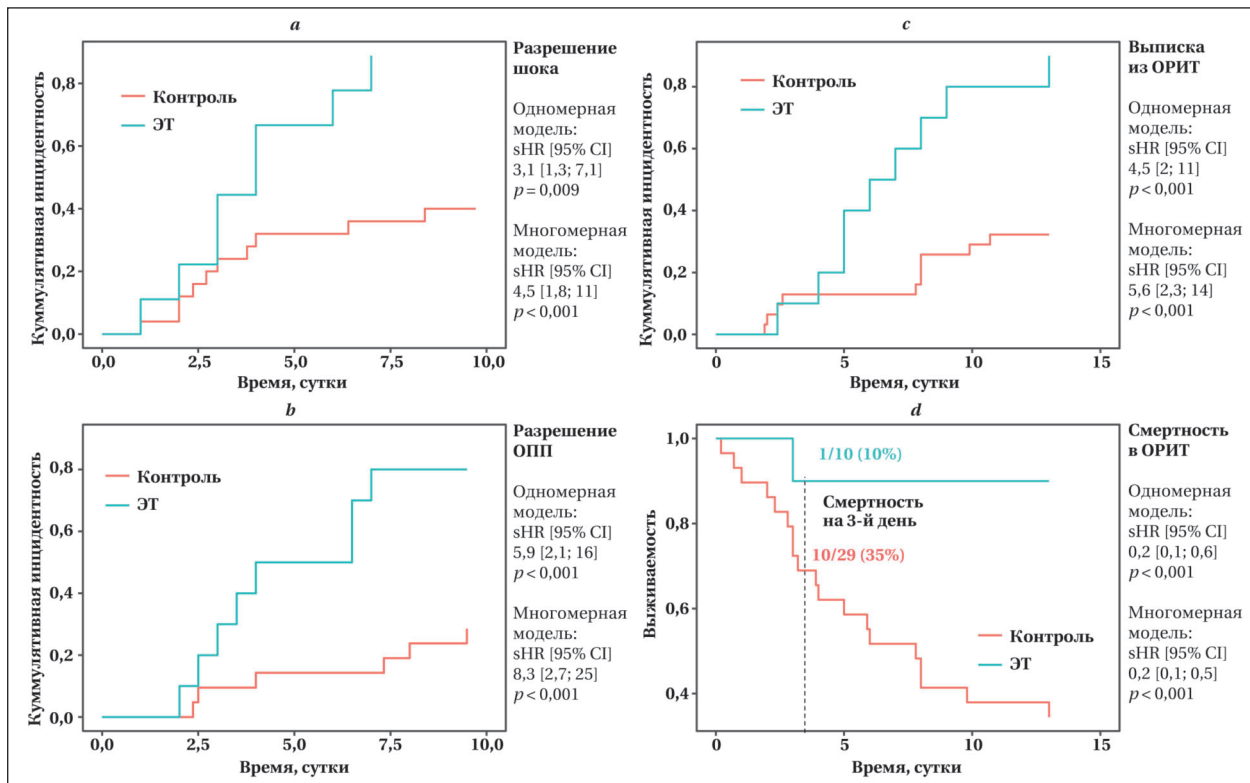 a
Куммулативная инцидентность
0,8
0,6
0,4
0,2
0,0
Контроль
ЭТ
0,0
2,5
5,0
7,5
10,0
Время, сутки
Разрешение
шока
Одномерная
модель:
sHR [95% CI]
3,1 [1,3; 7,1]
p = 0,009
Многомерная
модель:
sHR [95% CI]
4,5 [1,8; 11]
p < 0,001
c
Куммулативная инцидентность
0,8
0,6
0,4
0,2
0,0
Контроль
ЭТ
0
5
10
15
Время, сутки
Выписка
из ОРИТ
Одномерная
модель:
sHR [95% CI]
4,5 [2; 11]
p < 0,001
Многомерная
модель:
sHR [95% CI]
5,6 [2,3; 14]
p < 0,001
b
Куммулативная инцидентность
0,8
0,6
0,4
0,2
0,0
Контроль
ЭТ
0,0
2,5
5,0
7,5
10,0
Время, сутки
Разрешение
ОПП
Одномерная
модель:
sHR [95% CI]
5,9 [2,1; 16]
p < 0,001
Многомерная
модель:
sHR [95% CI]
8,3 [2,7; 25]
p < 0,001
d
Выживаемость
1,0
0,8
0,6
0,4
1/10 (10%)
Смертность
на 3-й день
10/29 (35%)
Контроль
ЭТ
0
5
10
15
Время, сутки
Смертность
в ОРИТ
Одномерная
модель:
sHR [95% CI]
0,2 [0,1; 0,6]
p < 0,001
Многомерная
модель:
sHR [95% CI]
0,2 [0,1; 0,5]
p < 0,001